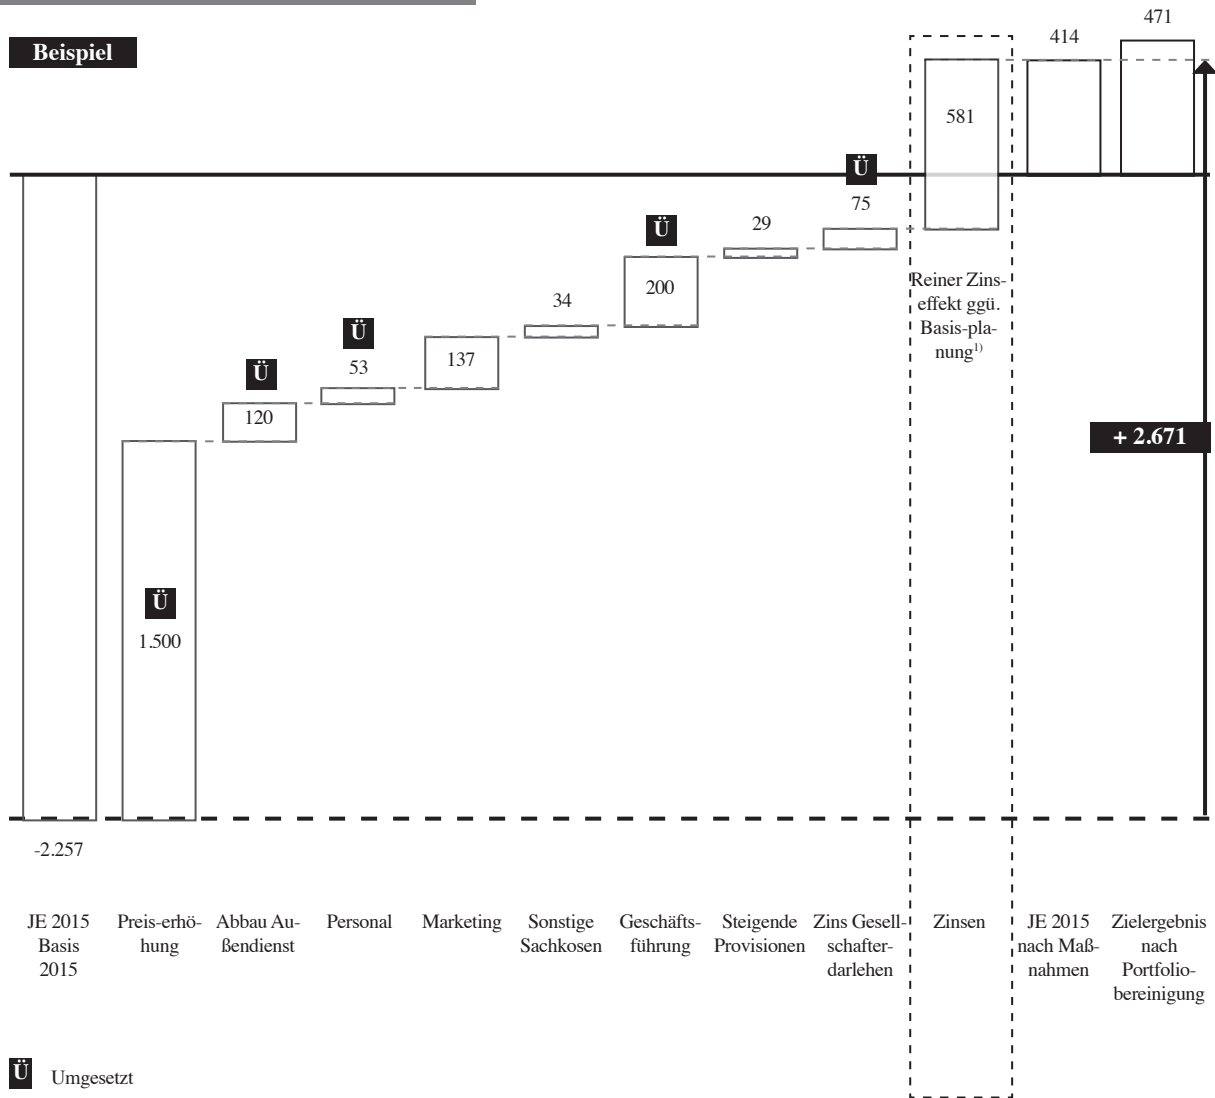 Beispiel
471
414
581
Ü
75
29
Ü
200
34
137
Ü
53
Ü
120
Ü
1.500
Reiner Zins-
effekt ggü.
Basis-pla-
nung¹⁾
+ 2.671
-2.257
JE 2015
Basis
2015
Preis-erhö-
hung
Abbau Au-
ßendienst
Personal
Marketing
Sonstige
Sachkosen
Geschäfts-
führung
Steigende
Provisionen
Zins Gesell-
schafter-
darlehen
Zinsen
JE 2015
nach Maß-
nahmen
Zielergebnis
nach
Portfolio-
bereinigung
Ü Umgesetzt